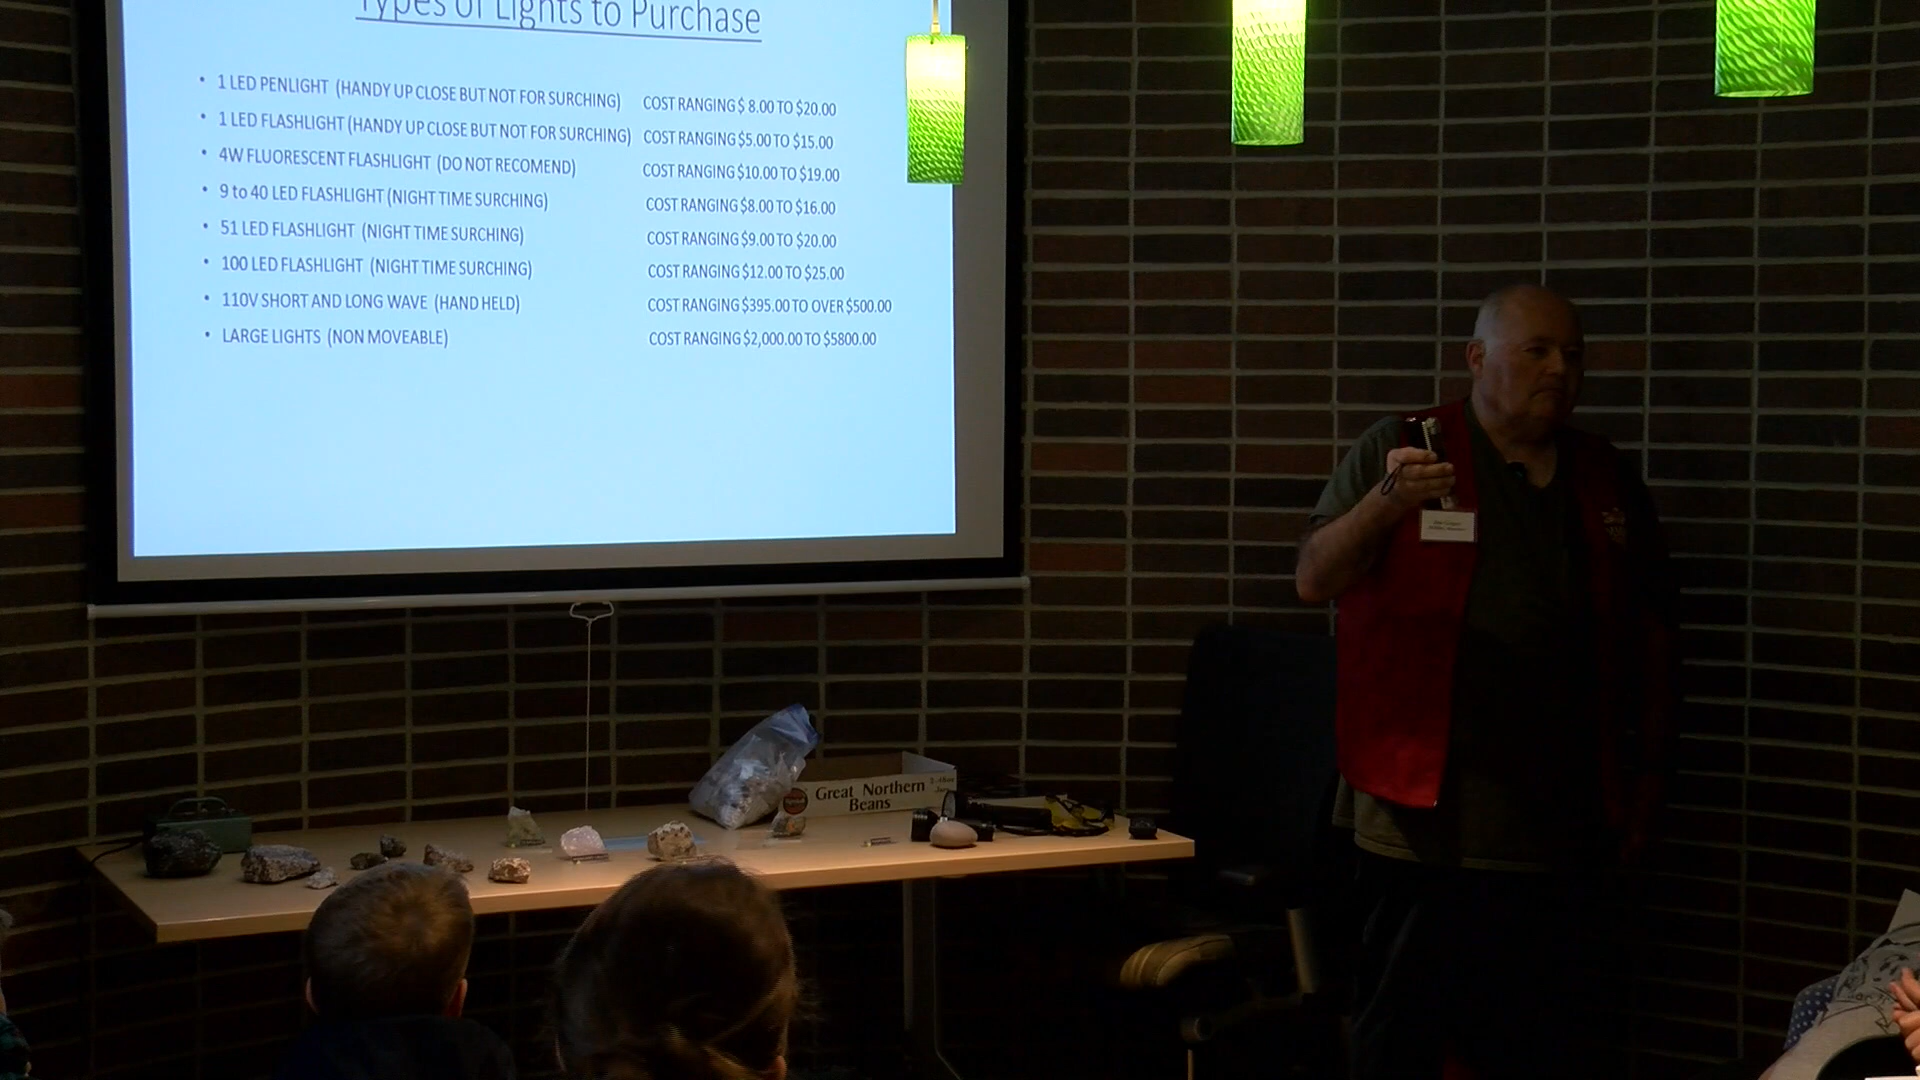 Types of Lights to Purchase
• 1 LED PENLIGHT (HANDY UP CLOSE BUT NOT FOR SURCHING) COST RANGING $ 8.00 TO $20.00
• 1 LED FLASHLIGHT (HANDY UP CLOSE BUT NOT FOR SURCHING) COST RANGING $5.00 TO $15.00
• 4W FLUORESCENT FLASHLIGHT (DO NOT RECOMEND) COST RANGING $10.00 TO $19.00
• 9 to 40 LED FLASHLIGHT (NIGHT TIME SURCHING) COST RANGING $8.00 TO $16.00
• 51 LED FLASHLIGHT (NIGHT TIME SURCHING) COST RANGING $9.00 TO $20.00
• 100 LED FLASHLIGHT (NIGHT TIME SURCHING) COST RANGING $12.00 TO $25.00
• 110V SHORT AND LONG WAVE (HAND HELD) COST RANGING $395.00 TO OVER $500.00
• LARGE LIGHTS (NON MOVEABLE) COST RANGING $2,000.00 TO $5800.00
Great Northern
Beans